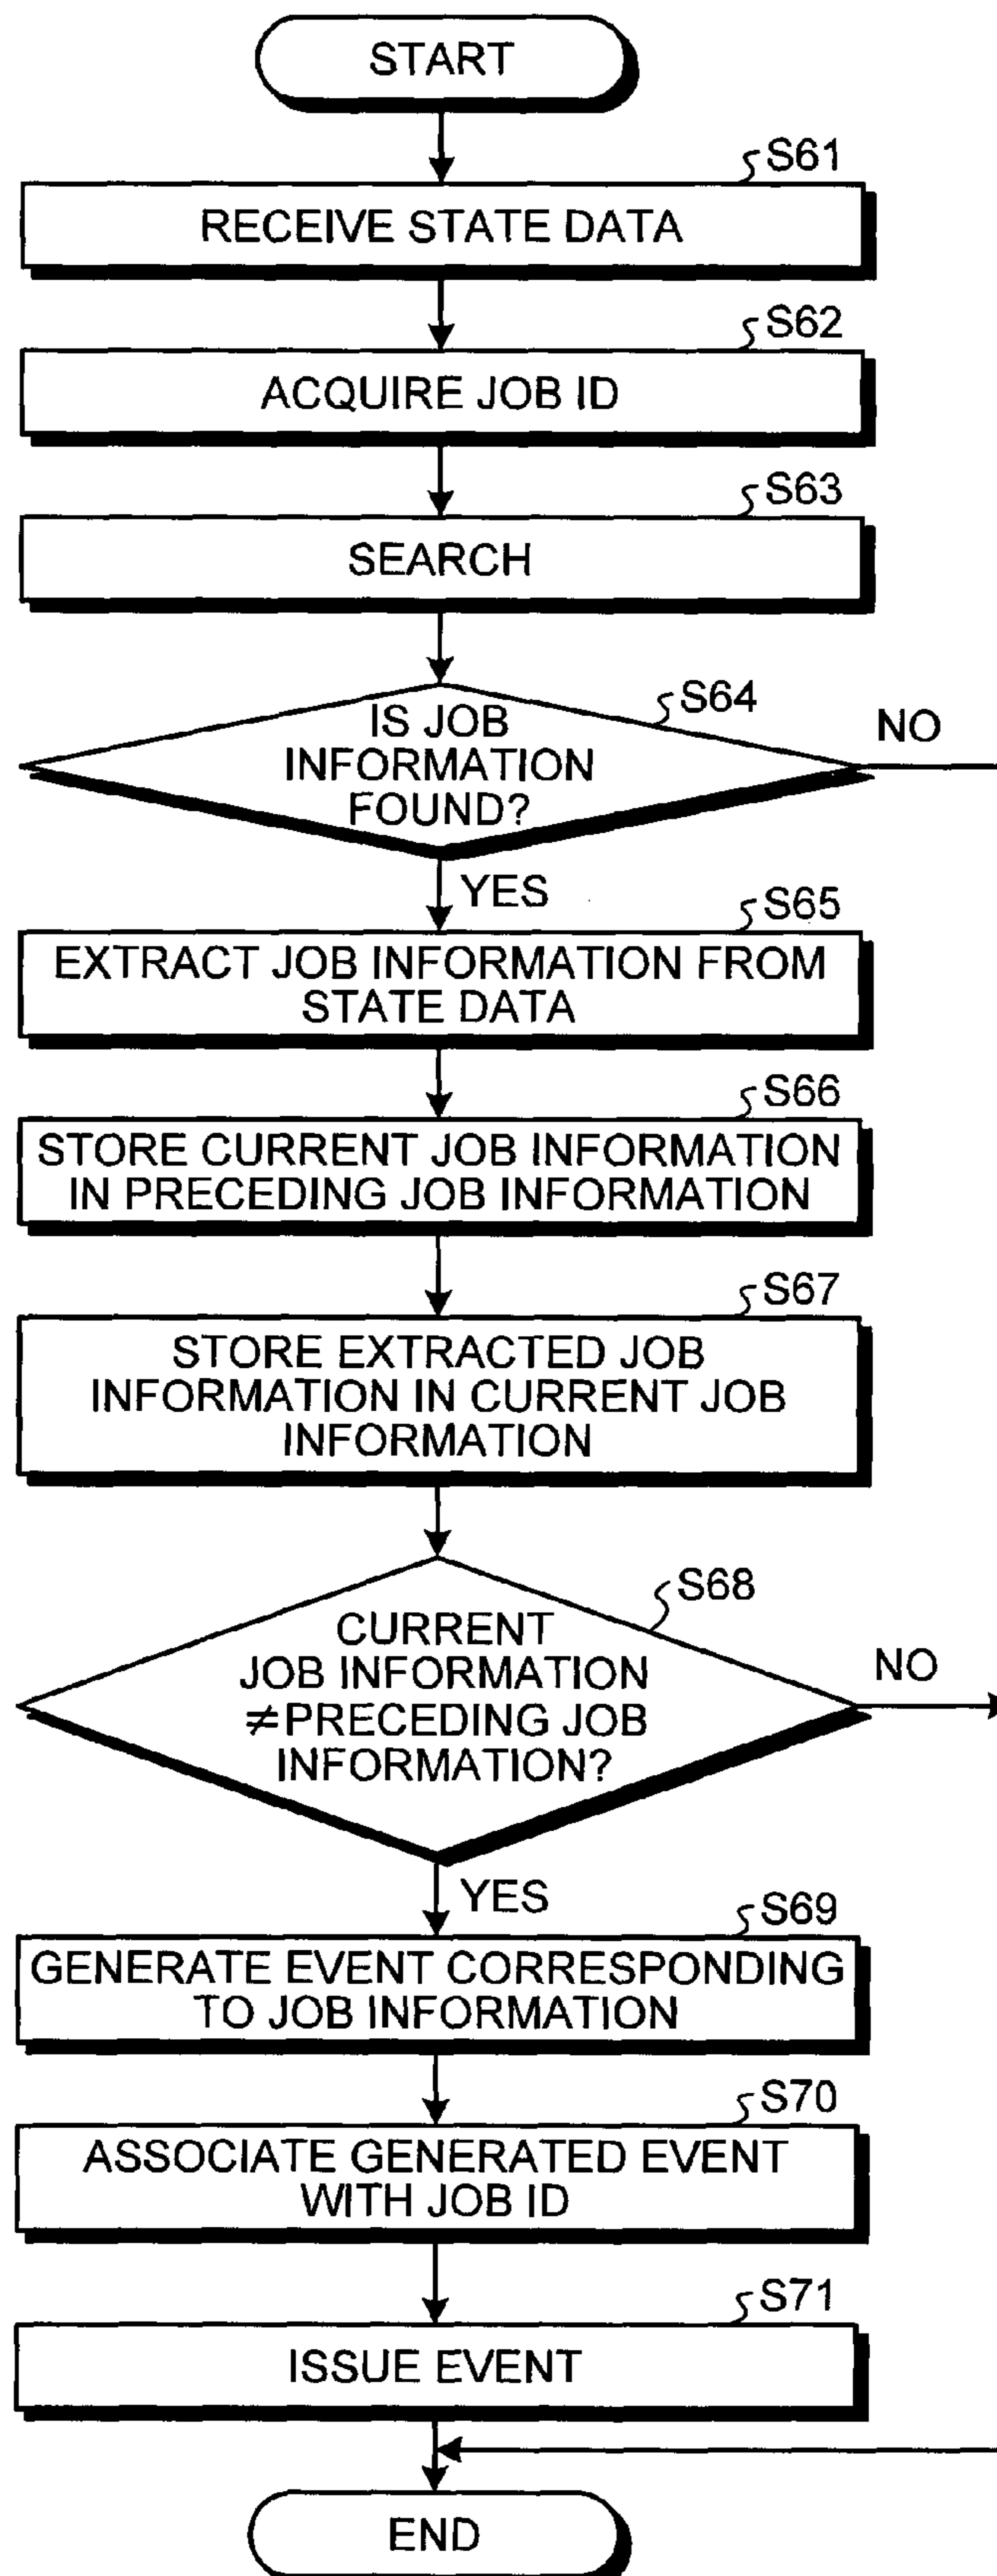 START
S61
RECEIVE STATE DATA
S62
ACQUIRE JOB ID
S63
SEARCH
S64
IS JOB
INFORMATION
FOUND?
NO
YES
S65
EXTRACT JOB INFORMATION FROM
STATE DATA
S66
STORE CURRENT JOB INFORMATION
IN PRECEDING JOB INFORMATION
S67
STORE EXTRACTED JOB
INFORMATION IN CURRENT JOB
INFORMATION
S68
CURRENT
JOB INFORMATION
≠PRECEDING JOB
INFORMATION?
NO
YES
S69
GENERATE EVENT CORRESPONDING
TO JOB INFORMATION
S70
ASSOCIATE GENERATED EVENT
WITH JOB ID
S71
ISSUE EVENT
END